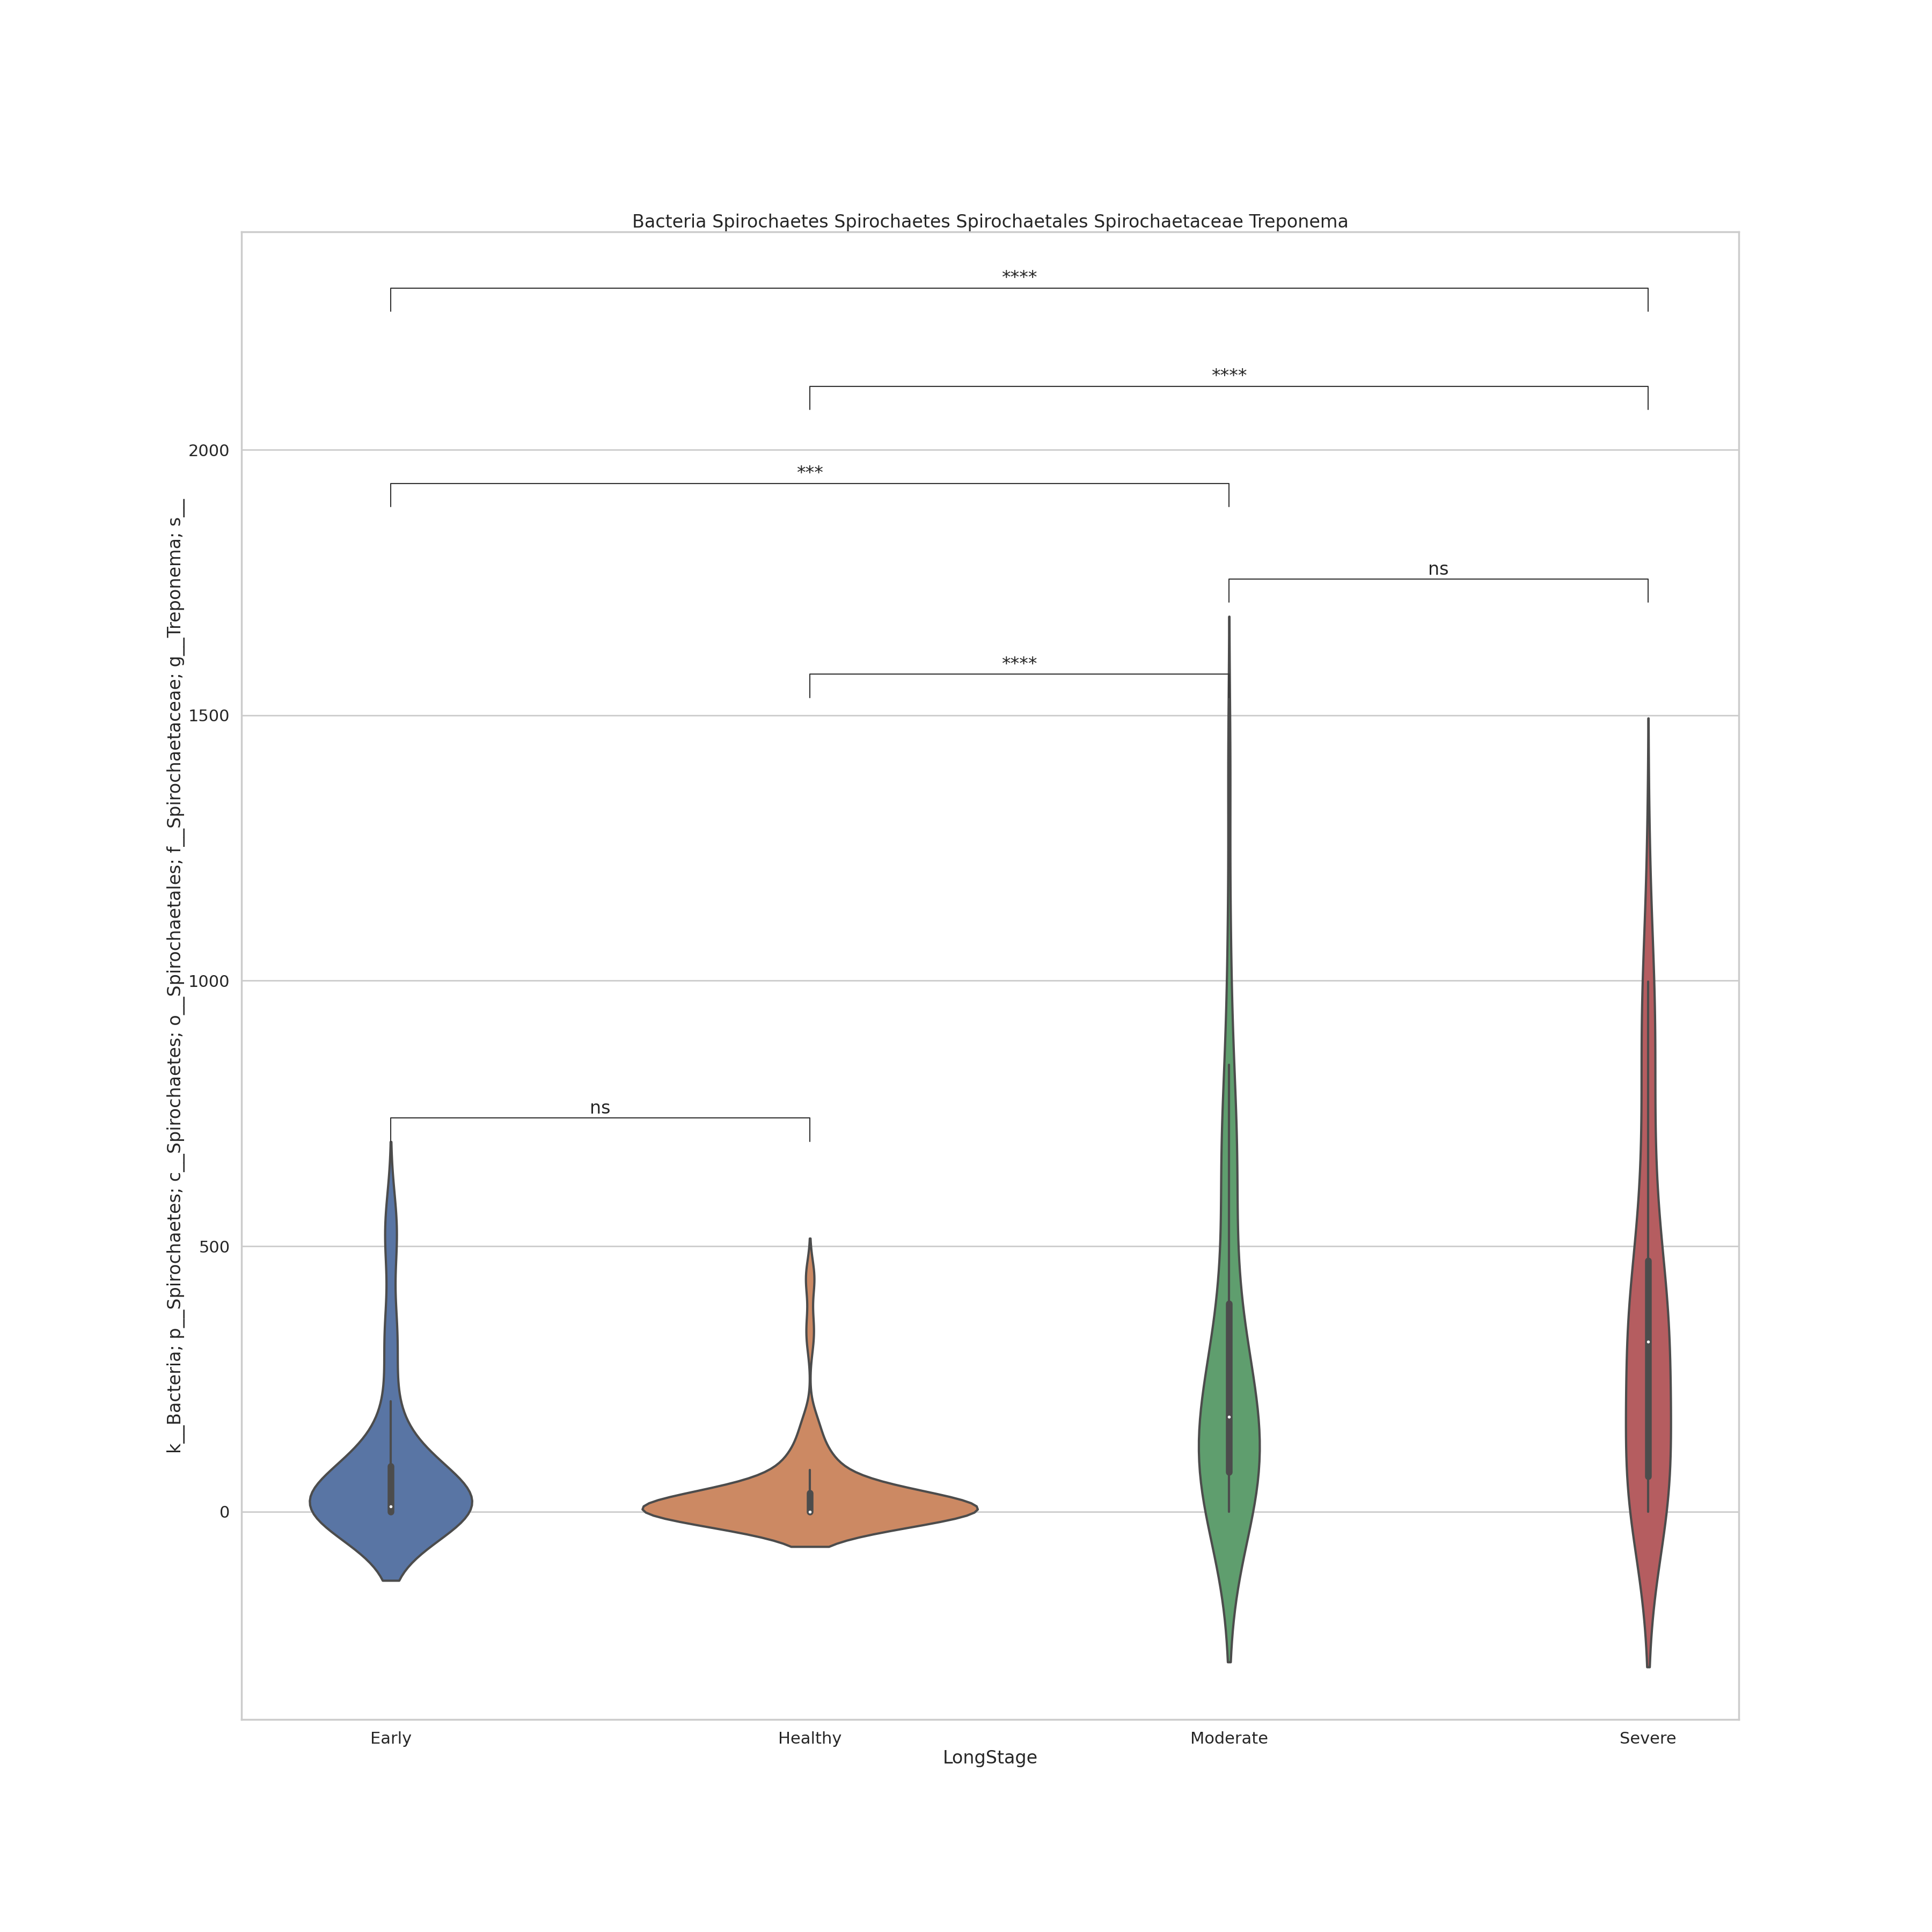 Bacteria Spirochaetes Spirochaetes Spirochaetales Spirochaetaceae Treponema
****
****
2000
***
ns
****
1500
1000
ns
500
0
k__Bacteria; p__Spirochaetes; c__Spirochaetes; o__Spirochaetales; f__Spirochaetaceae; g__Treponema; s__
Early Healthy Moderate Severe
LongStage